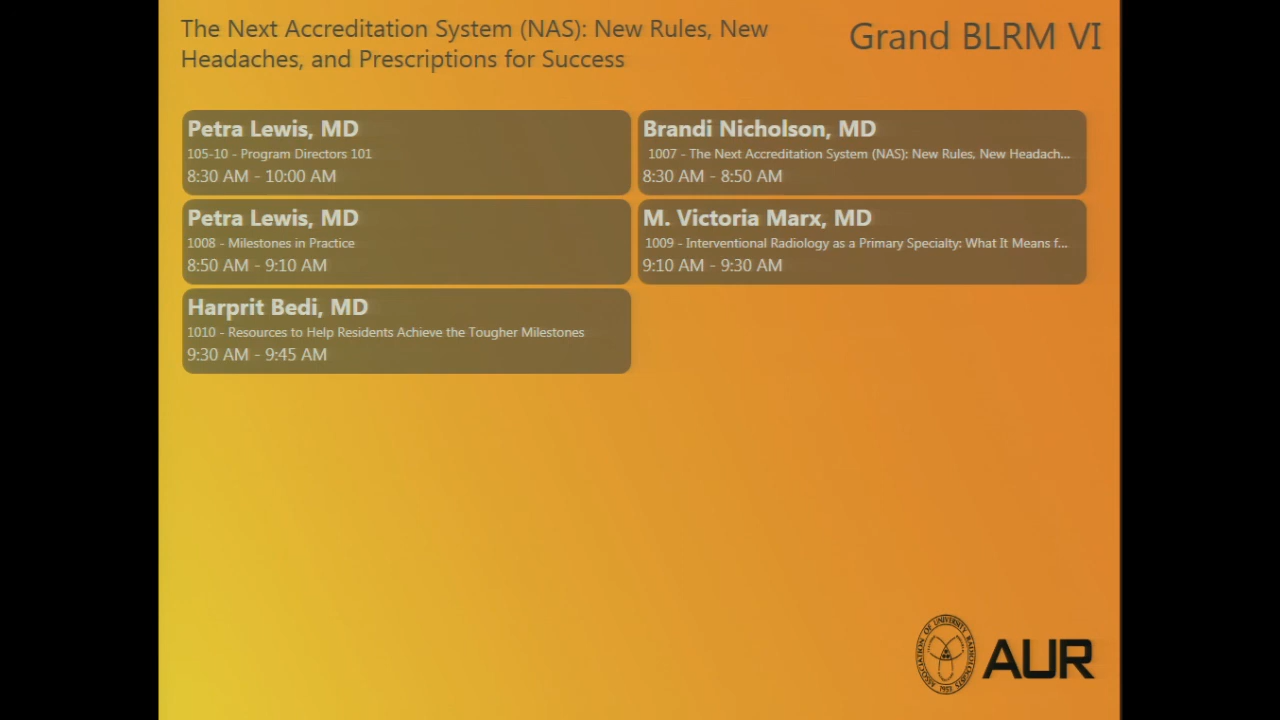 The Next Accreditation System (NAS): New Rules, New
Headaches, and Prescriptions for Success
Grand BLRM VI
Petra Lewis, MD
105-10 - Program Directors 101
8:30 AM - 10:00 AM
Brandi Nicholson, MD
1007 - The Next Accreditation System (NAS): New Rules, New Headach...
8:30 AM - 8:50 AM
Petra Lewis, MD
1008 - Milestones in Practice
8:50 AM - 9:10 AM
M. Victoria Marx, MD
1009 - Interventional Radiology as a Primary Specialty: What It Means f...
9:10 AM - 9:30 AM
Harprit Bedi, MD
1010 - Resources to Help Residents Achieve the Tougher Milestones
9:30 AM - 9:45 AM
ASSOCIATION OF UNIVERSITY RADIOLOGISTS
AUR